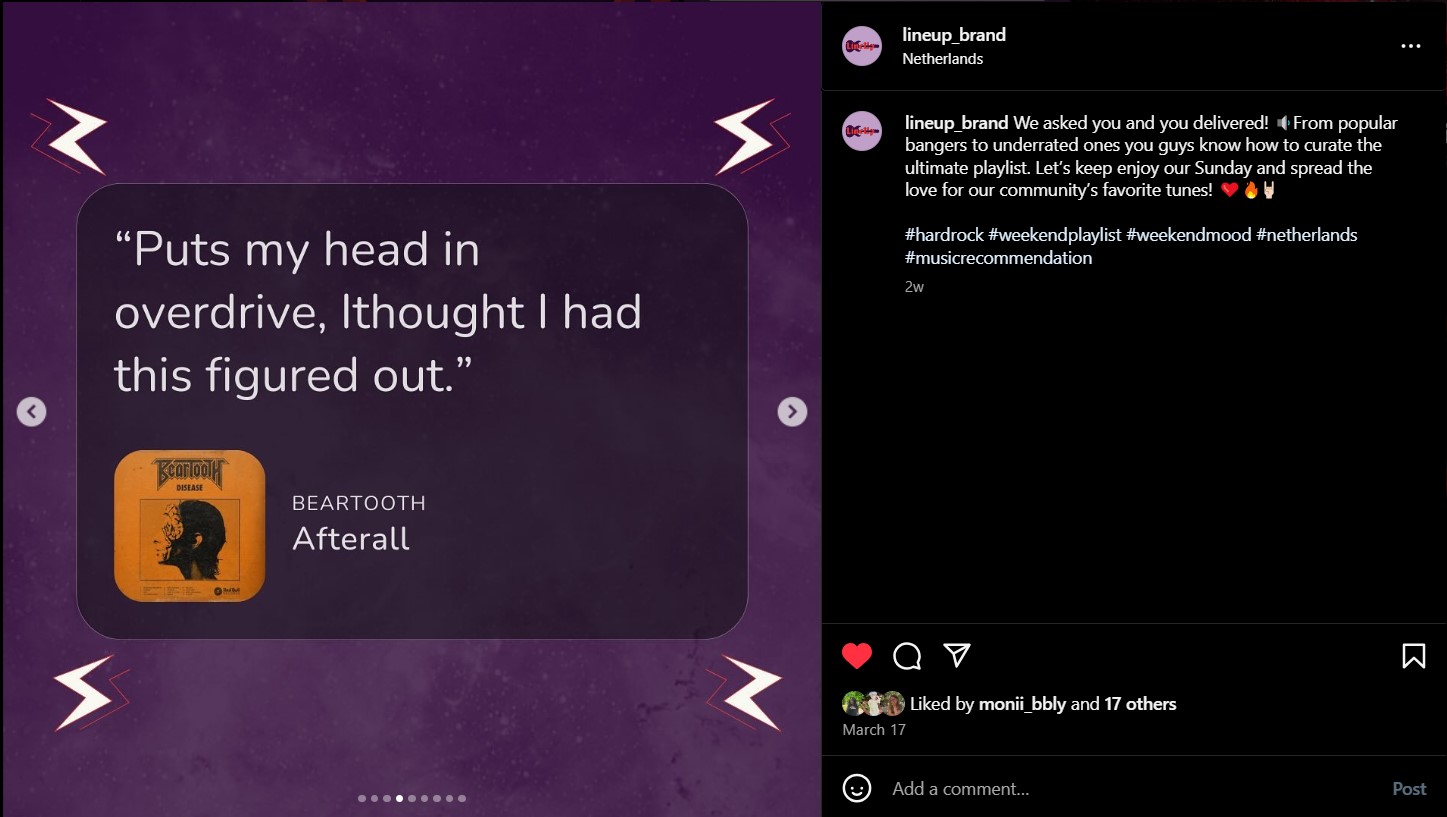 “Puts my head in
overdrive, Ithought I had
this figured out.”
BEARTOOTH
DISEASE
BEARTOOTH
Afterall
lineup_brand
Netherlands
lineup_brand We asked you and you delivered! 🔈From popular
bangers to underrated ones you guys know how to curate the
ultimate playlist. Let’s keep enjoy our Sunday and spread the
love for our community’s favorite tunes! ❤️🔥🤘🏻
#hardrock #weekendplaylist #weekendmood #netherlands
#musicrecommendation
2w
Liked by monii_bbly and 17 others
March 17
Add a comment...
Post